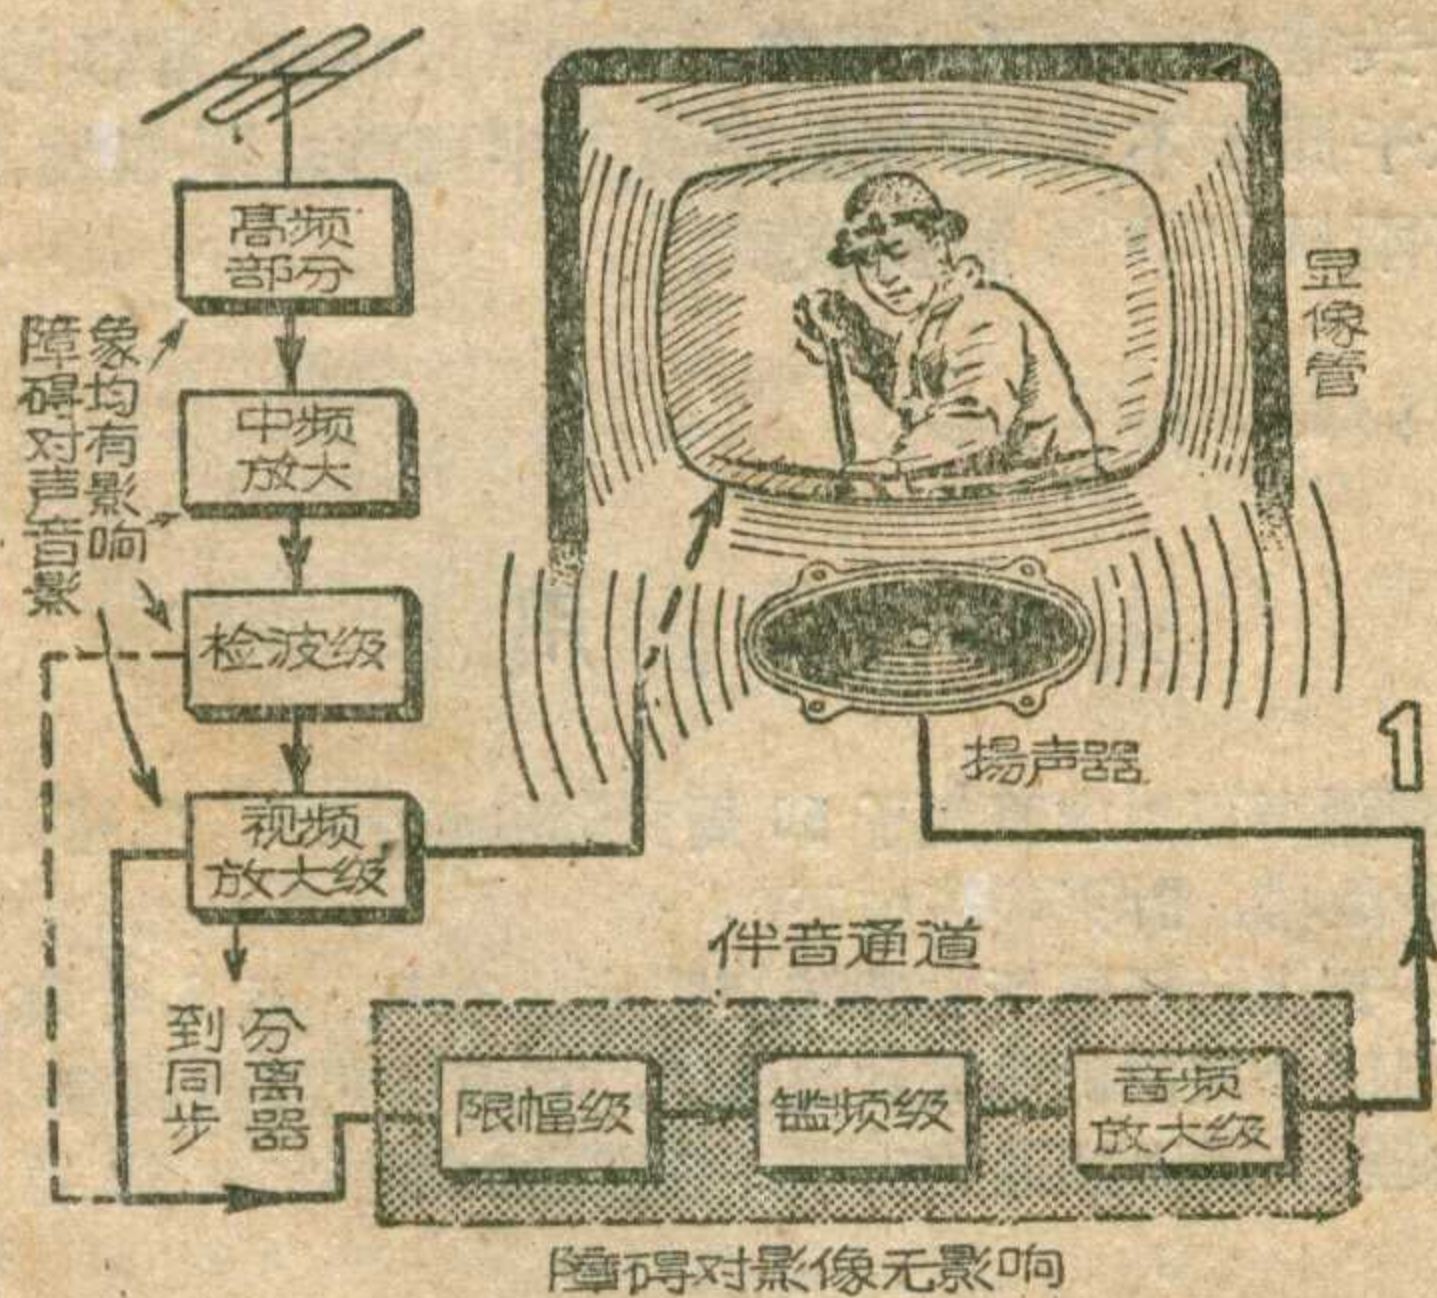 高频
部分
障碍对声音影
象均有影响
中频
放大
检波级
视频
放大级
到同步
分离器
显像管
揚声器
1
伴音通道
限幅级
鑑频级
音频
放大级
障碍对影像无影响